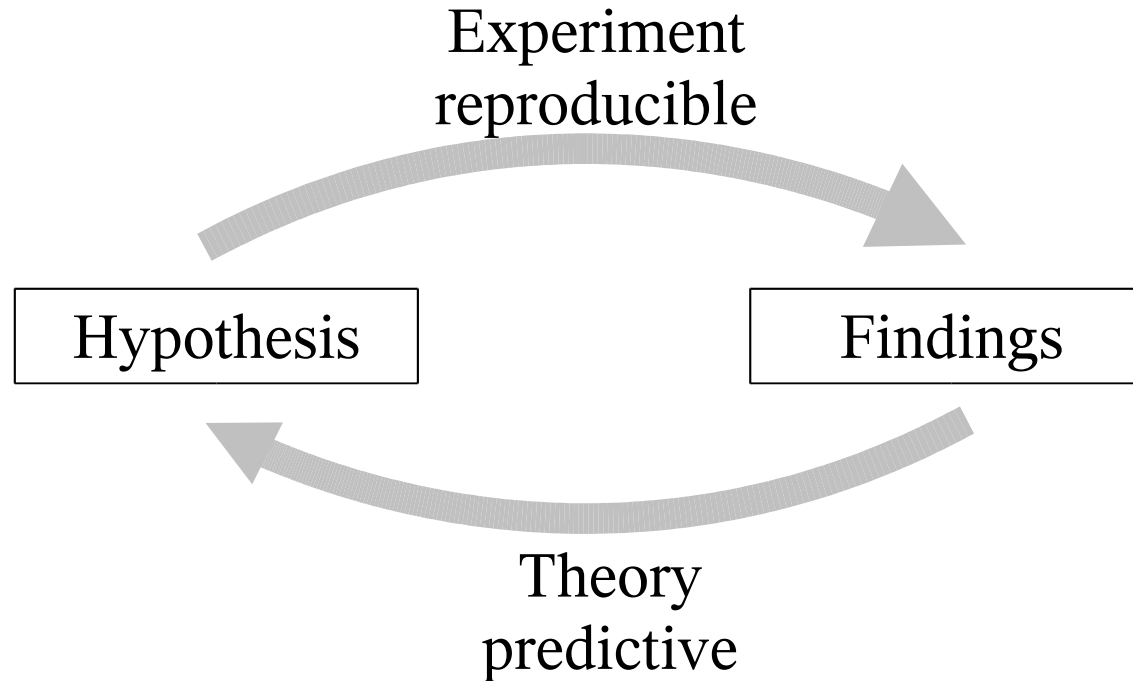 Experiment
reproducible
Hypothesis
Findings
Theory
predictive